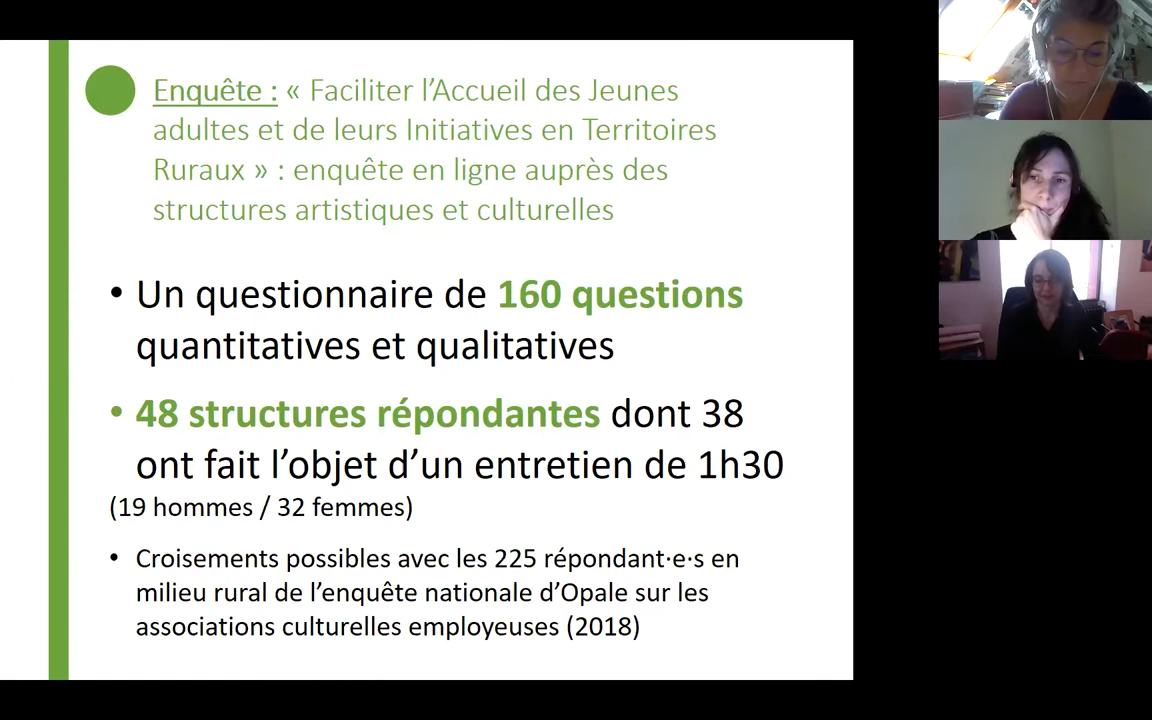 Enquête : « Faciliter l’Accueil des Jeunes
adultes et de leurs Initiatives en Territoires
Ruraux » : enquête en ligne auprès des
structures artistiques et culturelles
• Un questionnaire de 160 questions
quantitatives et qualitatives
• 48 structures répondantes dont 38
ont fait l’objet d’un entretien de 1h30
(19 hommes / 32 femmes)
• Croisements possibles avec les 225 répondant·e·s en
milieu rural de l’enquête nationale d’Opale sur les
associations culturelles employeuses (2018)